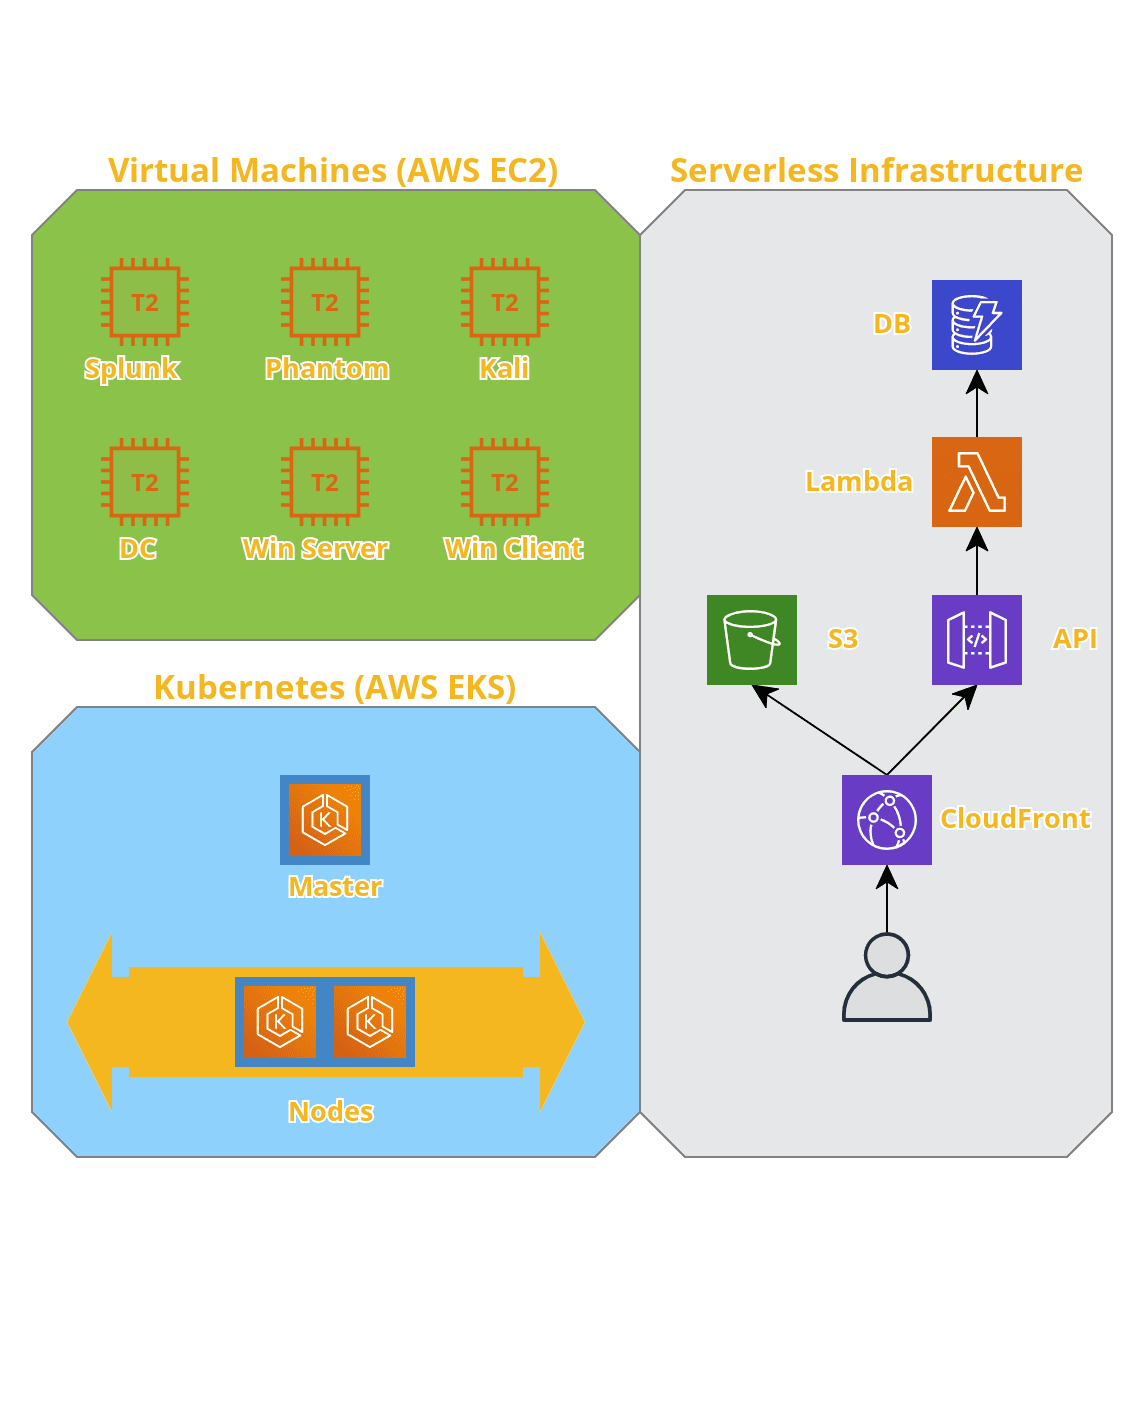 Virtual Machines (AWS EC2)
T2
T2
T2
Splunk
Phantom
Kali
T2
T2
T2
DC
Win Server
Win Client
Kubernetes (AWS EKS)
K
Master
K
K
Nodes
Serverless Infrastructure
DB
Lambda
S3
API
CloudFront